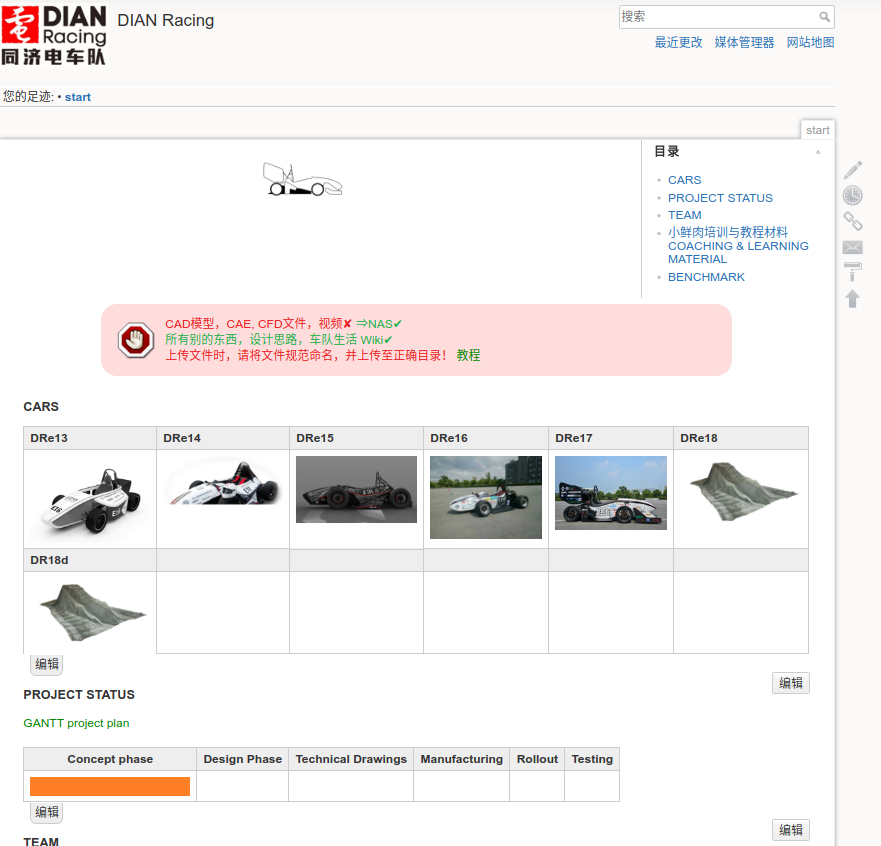 電 DIAN
Racing
同济电车队
DIAN Racing
搜索
最近更改 媒体管理器 网站地图
您的足迹: • start
start
目录
CARS
PROJECT STATUS
TEAM
小鲜肉培训与教程材料
COACHING & LEARNING
MATERIAL
BENCHMARK
CAD模型，CAE, CFD文件，视频✘ ⇒NAS✔
所有别的东西，设计思路，车队生活 Wiki✔
上传文件时，请将文件规范命名，并上传至正确目录！ 教程
CARS
DRe13 DRe14 DRe15 DRe16 DRe17 DRe18
DR18d
编辑
编辑
PROJECT STATUS
GANTT project plan
Concept phase Design Phase Technical Drawings Manufacturing Rollout Testing
编辑
编辑
TEAM